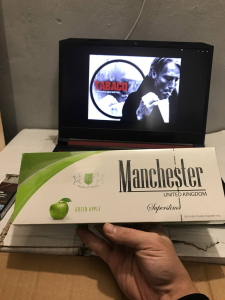 TABACO
Manchester
UNITED KINGDOM
Superslims
GREEN APPLE